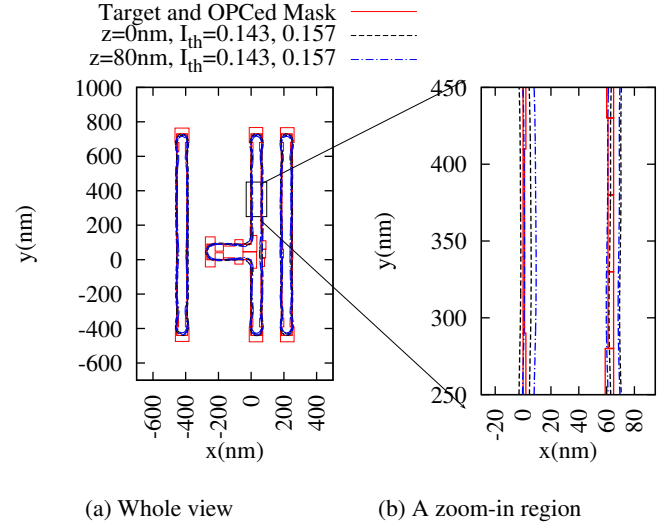 Target and OPCed Mask
z=0nm, I_th=0.143, 0.157
z=80nm, I_th=0.143, 0.157
1000
800
600
400
200
0
-200
-400
-600
y(nm)
-600
-400
-200
0
200
400
x(nm)
450
400
350
300
250
y(nm)
-20
0
20
40
60
80
x(nm)
(a) Whole view
(b) A zoom-in region